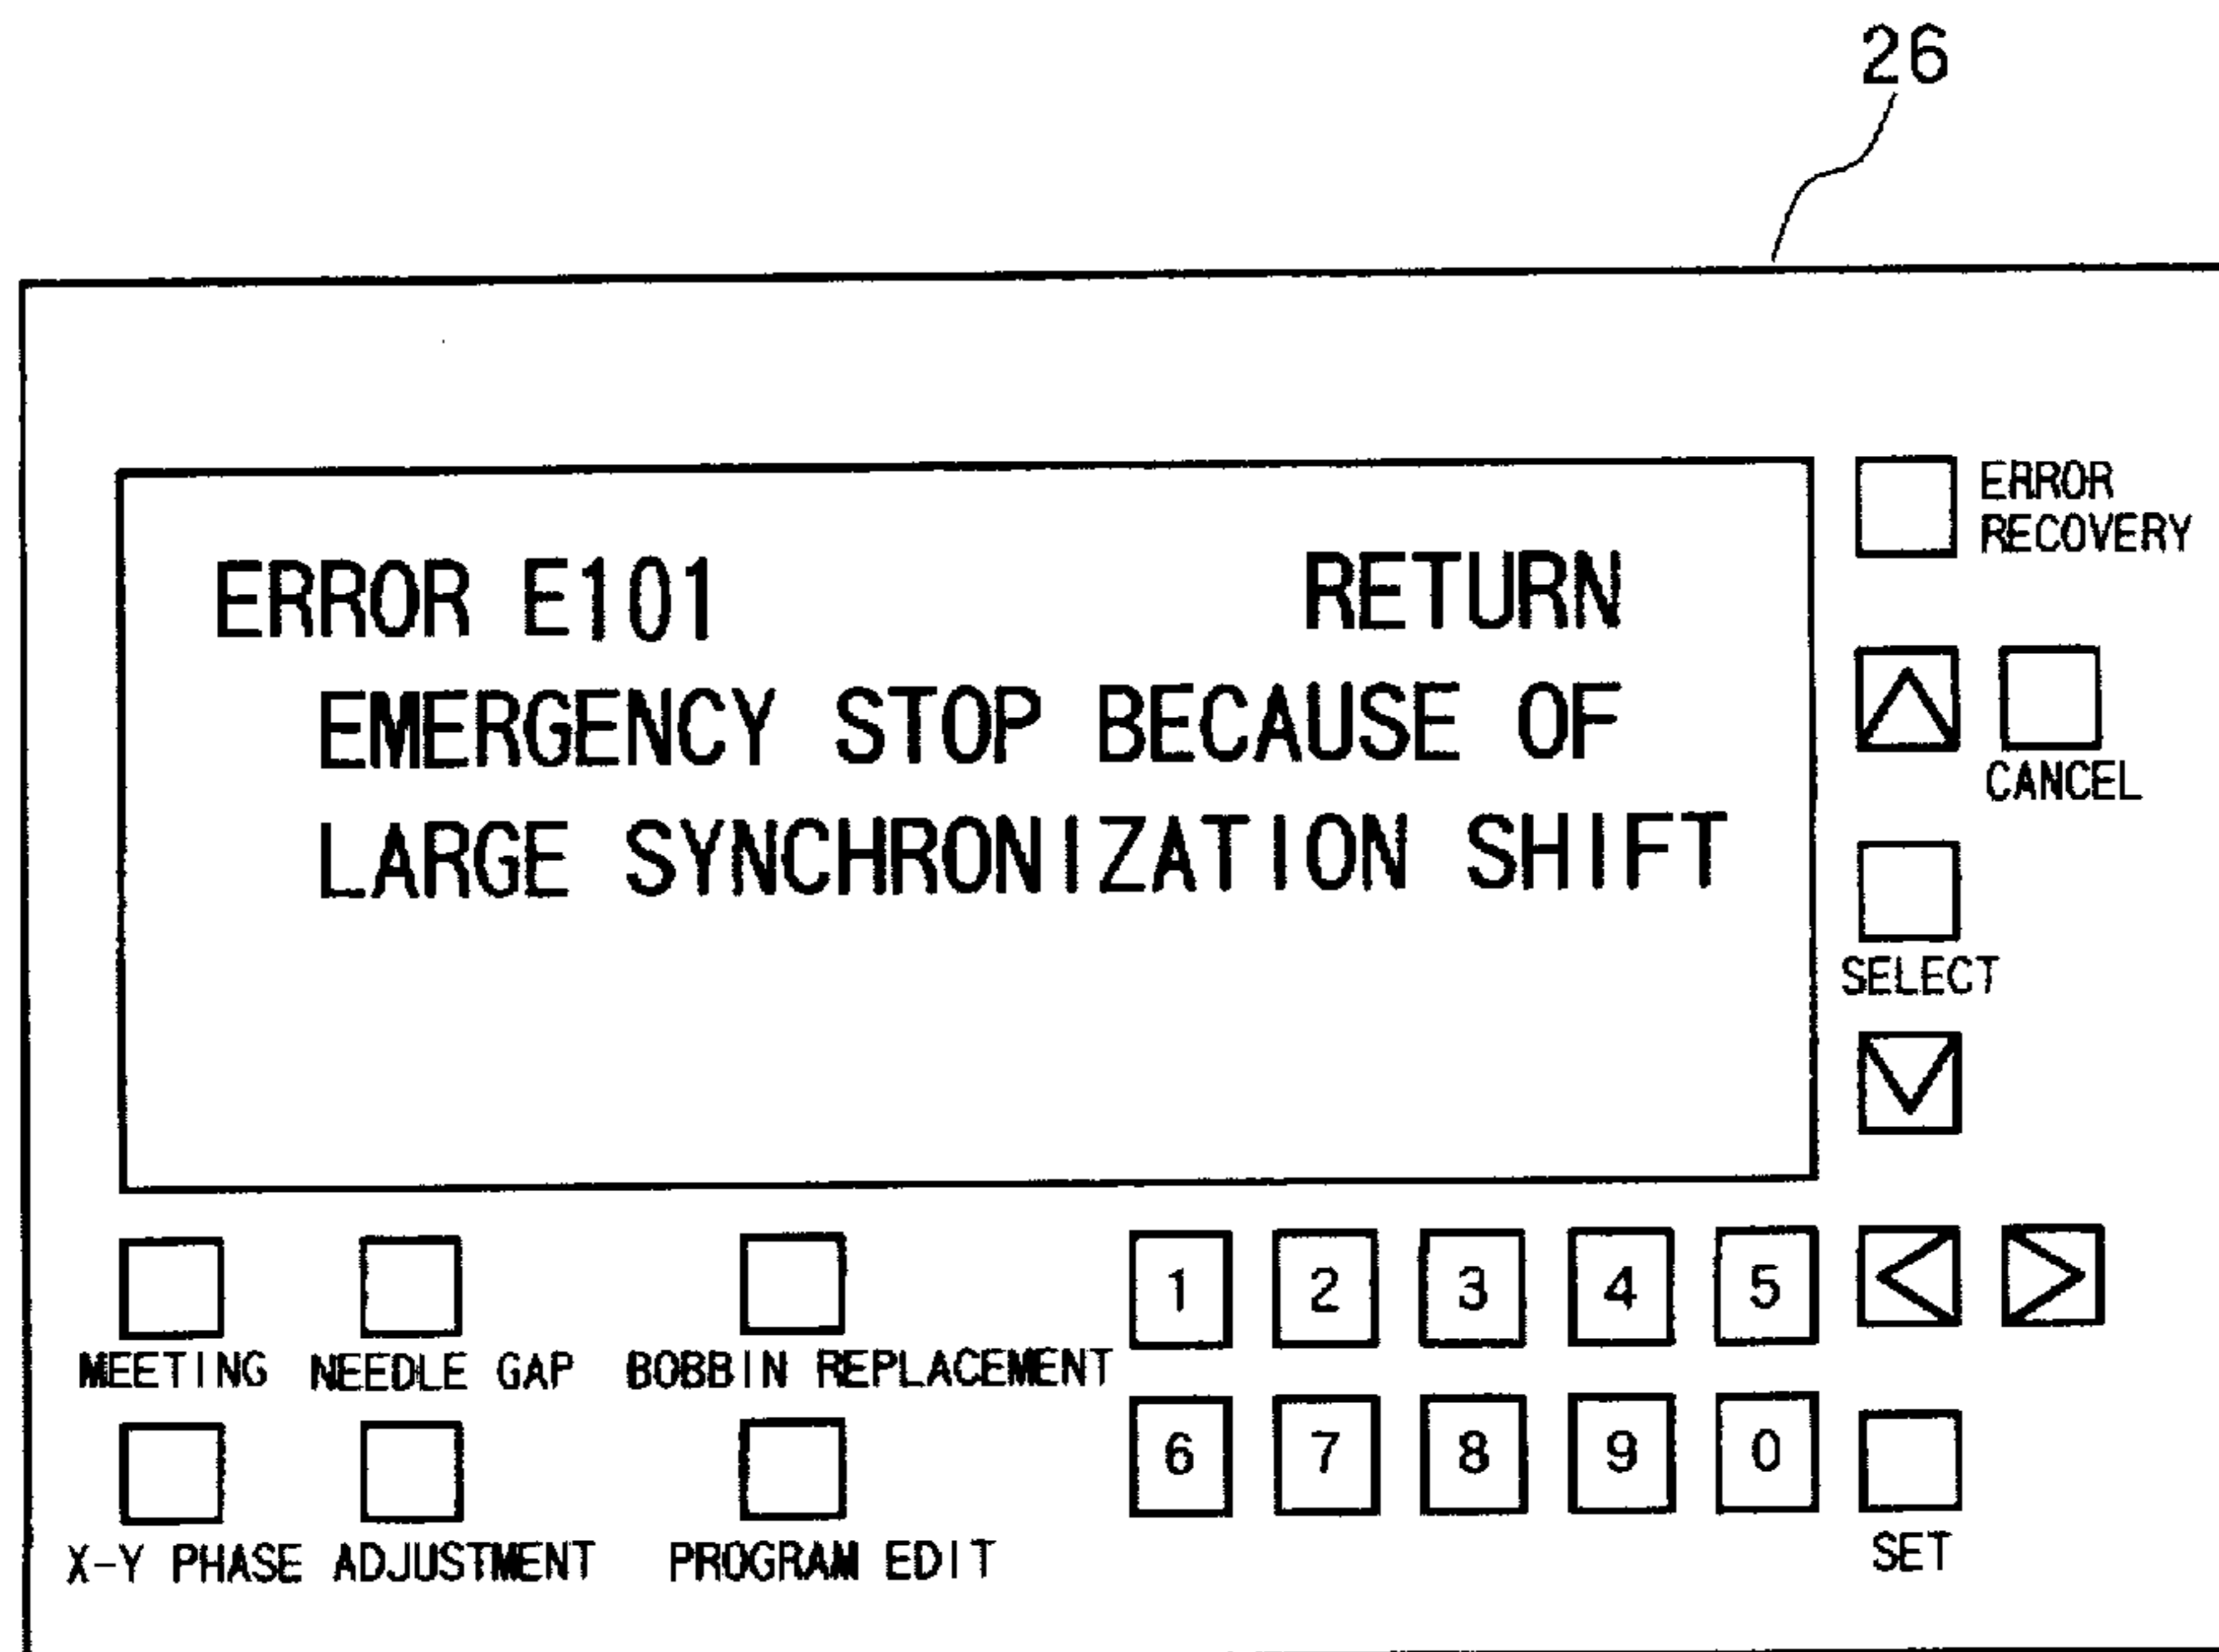 26
ERROR E101 RETURN
EMERGENCY STOP BECAUSE OF
LARGE SYNCHRONIZATION SHIFT
ERROR
RECOVERY
CANCEL
SELECT
1 2 3 4 5
MEETING NEEDLE GAP BOBBIN REPLACEMENT
6 7 8 9 0
X-Y PHASE ADJUSTMENT PROGRAM EDIT SET